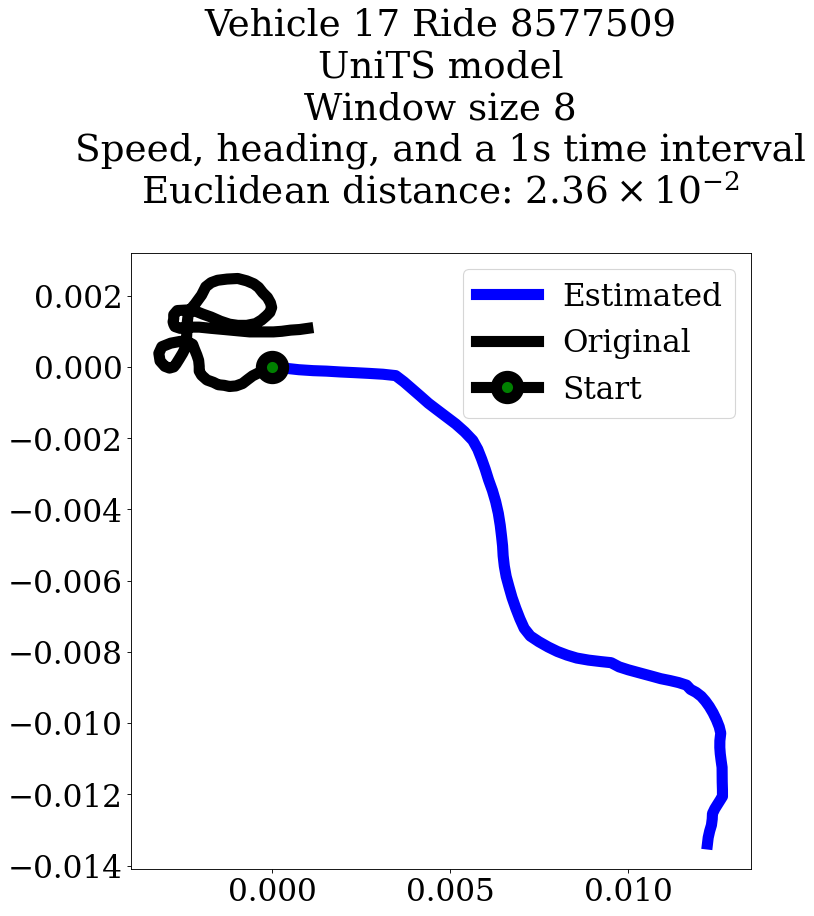 Vehicle 17 Ride 8577509
UniTS model
Window size 8
Speed, heading, and a 1s time interval
Euclidean distance: 2.36 × 10⁻²
Estimated
Original
Start
0.002
0.000
−0.002
−0.004
−0.006
−0.008
−0.010
−0.012
−0.014
0.000 0.005 0.010